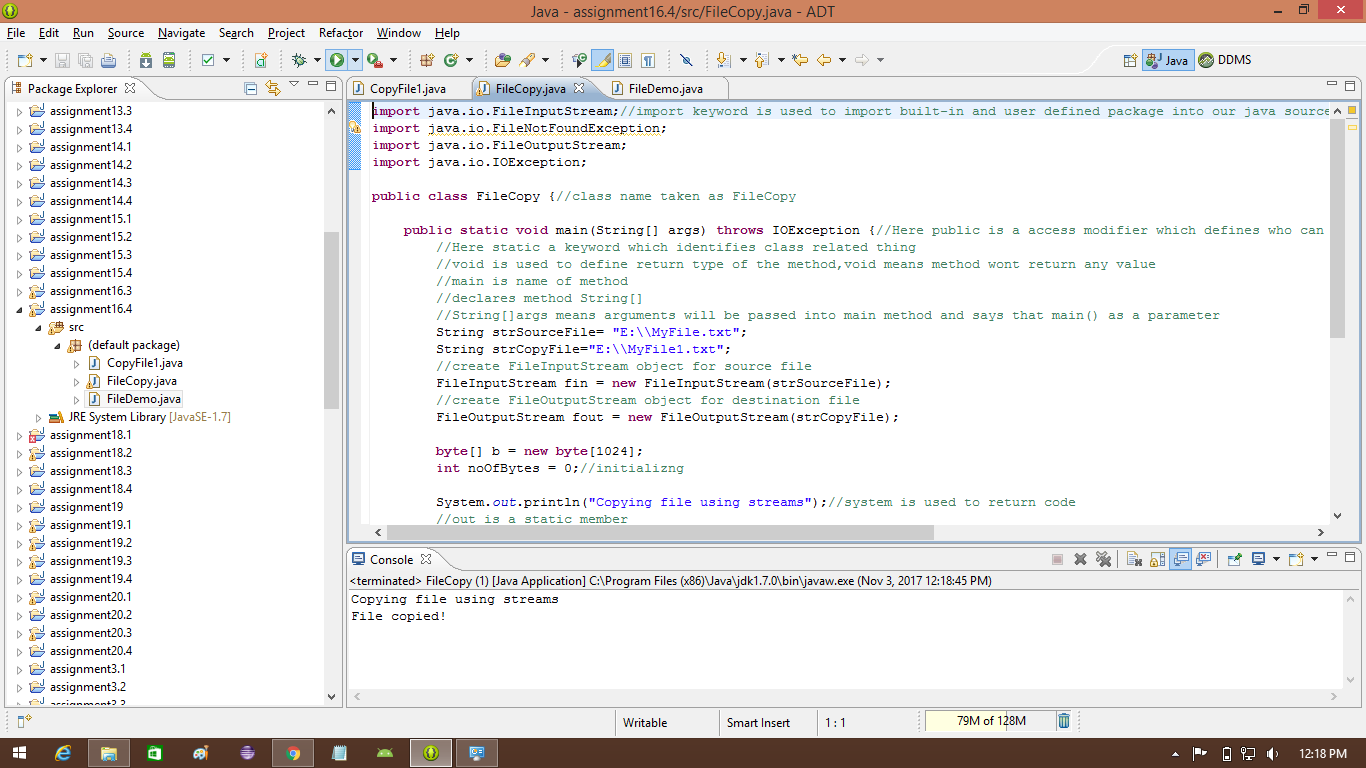 Java - assignment16.4/src/FileCopy.java - ADT
File Edit Run Source Navigate Search Project Refactor Window Help
Java DDMS
Package Explorer
assignment13.3
assignment13.4
assignment14.1
assignment14.2
assignment14.3
assignment14.4
assignment15.1
assignment15.2
assignment15.3
assignment15.4
assignment16.3
assignment16.4
src
(default package)
CopyFile1.java
FileCopy.java
FileDemo.java
JRE System Library [JavaSE-1.7]
assignment18.1
assignment18.2
assignment18.3
assignment18.4
assignment19
assignment19.1
assignment19.2
assignment19.3
assignment19.4
assignment20.1
assignment20.2
assignment20.3
assignment20.4
assignment3.1
assignment3.2
assignment3.3
CopyFile1.java FileCopy.java FileDemo.java
import java.io.FileInputStream;//import keyword is used to import built-in and user defined package into our java source
import java.io.FileNotFoundException;
import java.io.FileOutputStream;
import java.io.IOException;
public class FileCopy {//class name taken as FileCopy
public static void main(String[] args) throws IOException {//Here public is a access modifier which defines who can
//Here static a keyword which identifies class related thing
//void is used to define return type of the method,void means method wont return any value
//main is name of method
//declares method String[]
//String[]args means arguments will be passed into main method and says that main() as a parameter
String strSourceFile= "E:\\MyFile.txt";
String strCopyFile="E:\\MyFile1.txt";
//create FileInputStream object for source file
FileInputStream fin = new FileInputStream(strSourceFile);
//create FileOutputStream object for destination file
FileOutputStream fout = new FileOutputStream(strCopyFile);
byte[] b = new byte[1024];
int noOfBytes = 0;//initializng
System.out.println("Copying file using streams");//system is used to return code
//out is a static member
Console
<terminated> FileCopy (1) [Java Application] C:\Program Files (x86)\Java\jdk1.7.0\bin\javaw.exe (Nov 3, 2017 12:18:45 PM)
Copying file using streams
File copied!
Writable Smart Insert 1 : 1 79M of 128M
12:18 PM